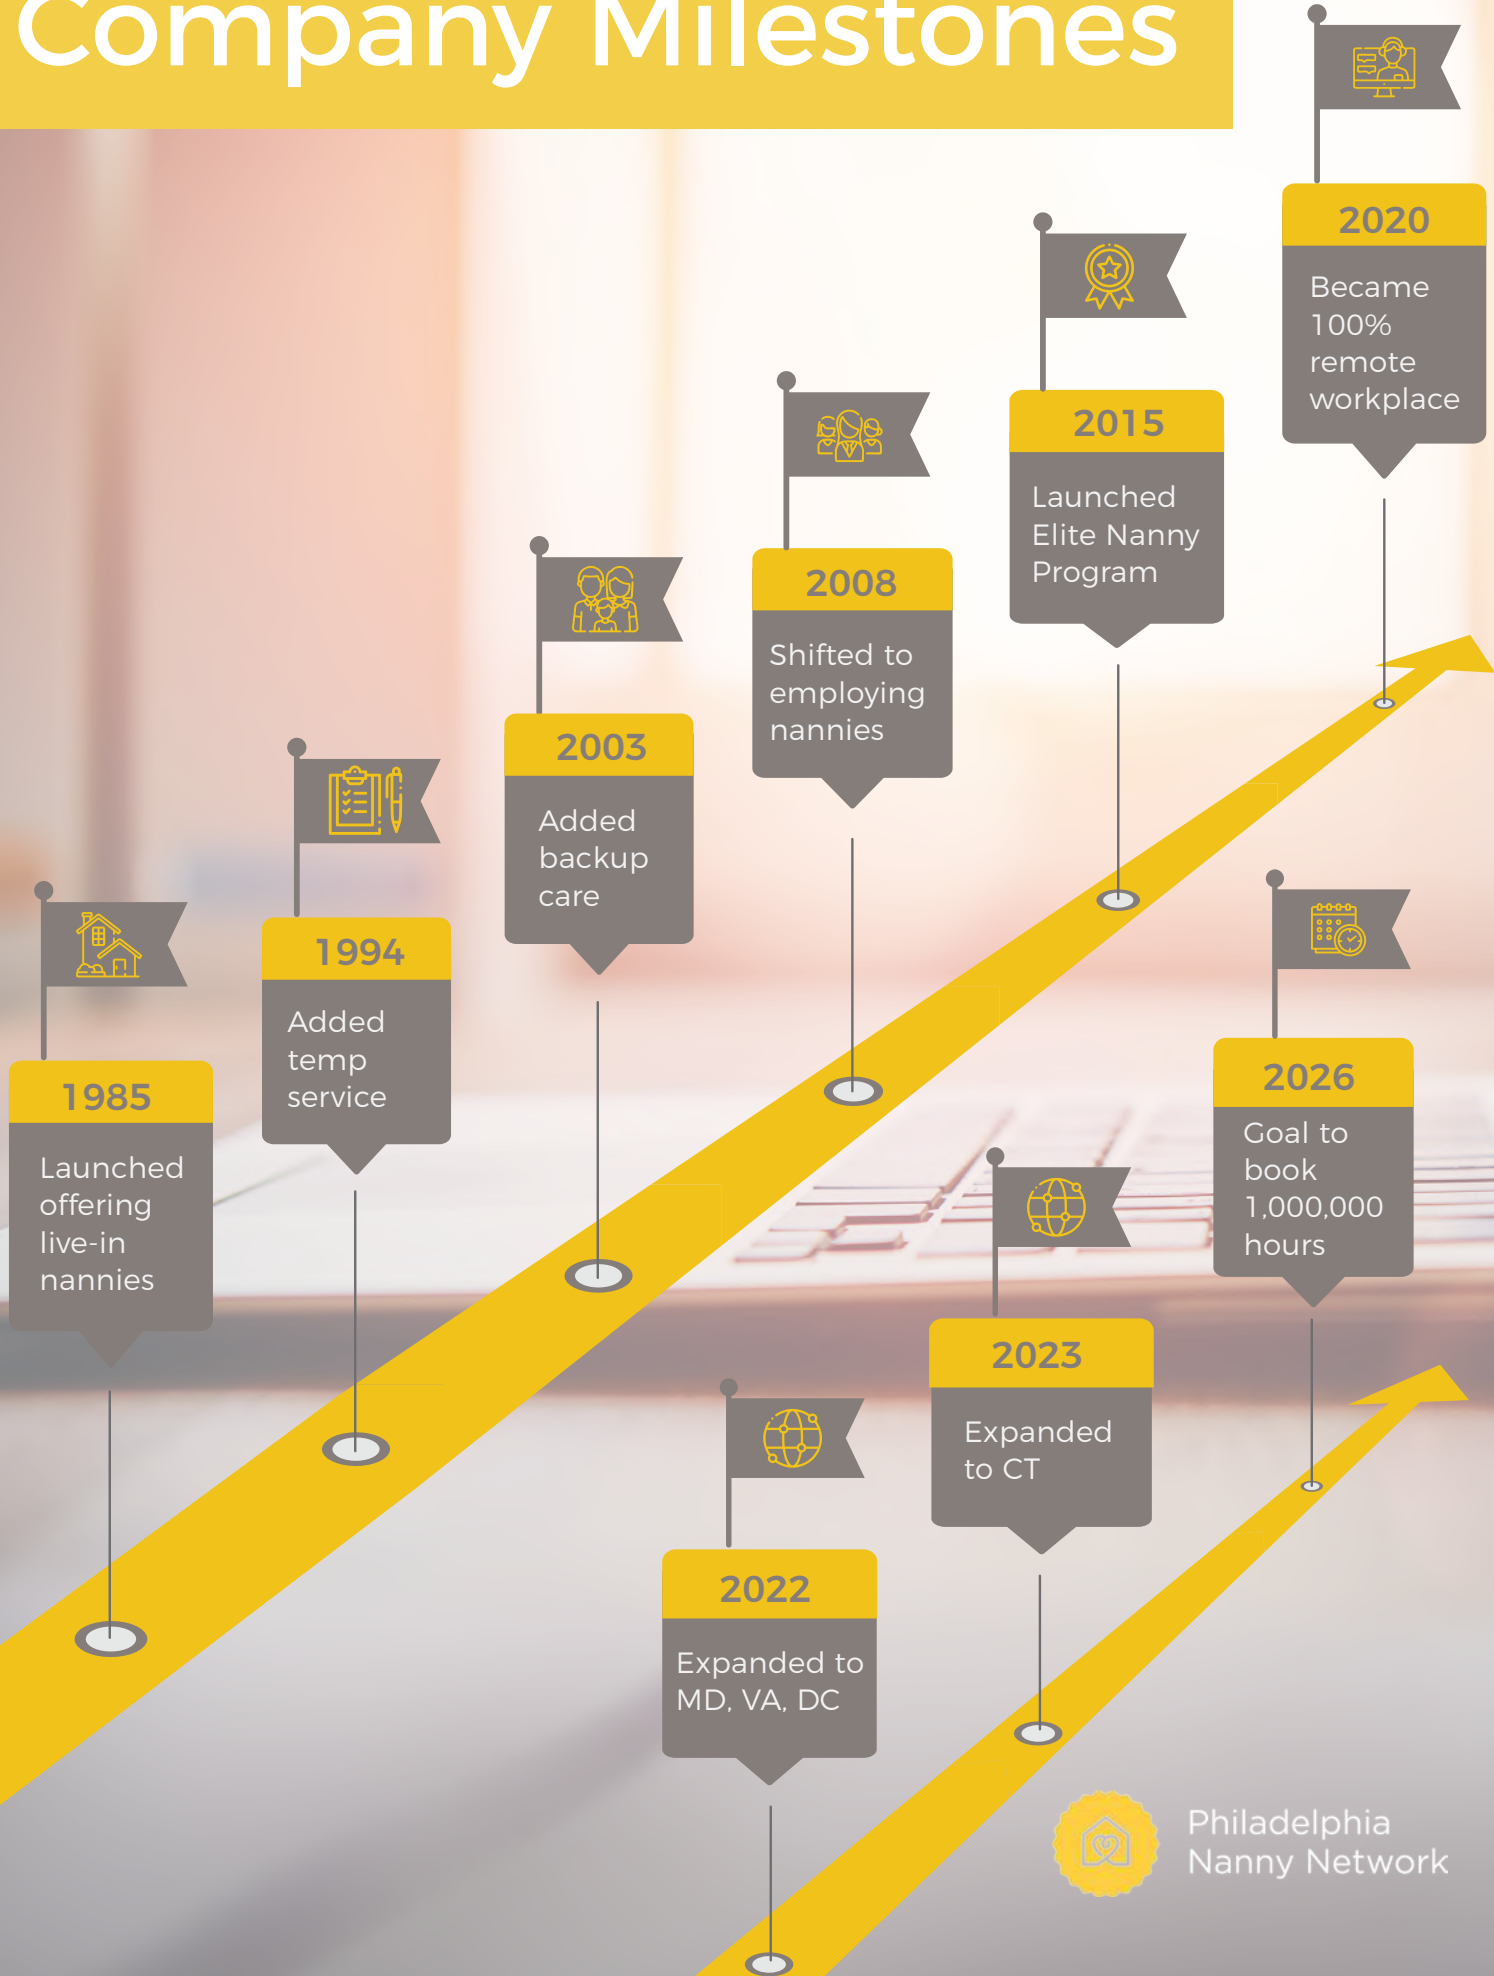 Company Milestones
1985
Launched
offering
live-in
nannies
1994
Added
temp
service
2003
Added
backup
care
2008
Shifted to
employing
nannies
2015
Launched
Elite Nanny
Program
2020
Became
100%
remote
workplace
2022
Expanded to
MD, VA, DC
2023
Expanded
to CT
2026
Goal to
book
1,000,000
hours
Philadelphia
Nanny Network